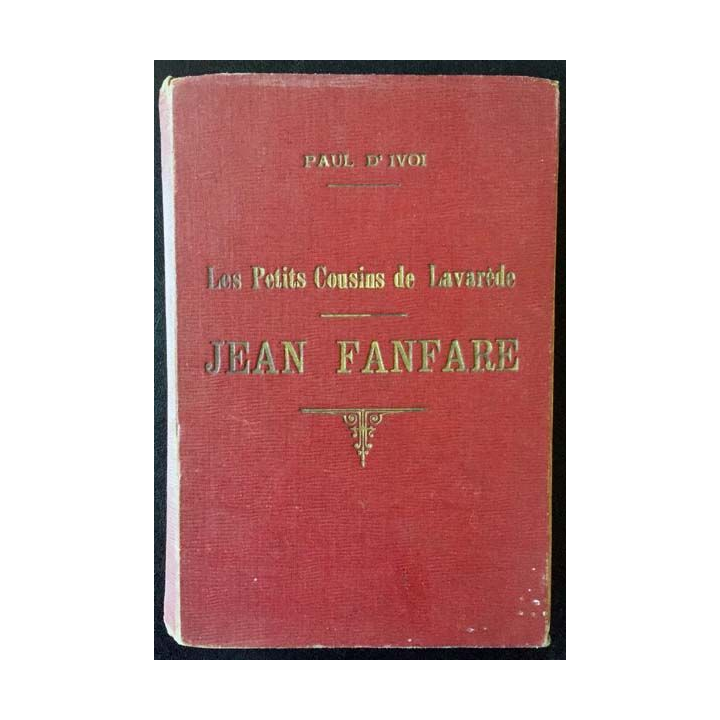 PAUL D'IVOI
Les Petits Cousins de Lavarède
JEAN FANFARE